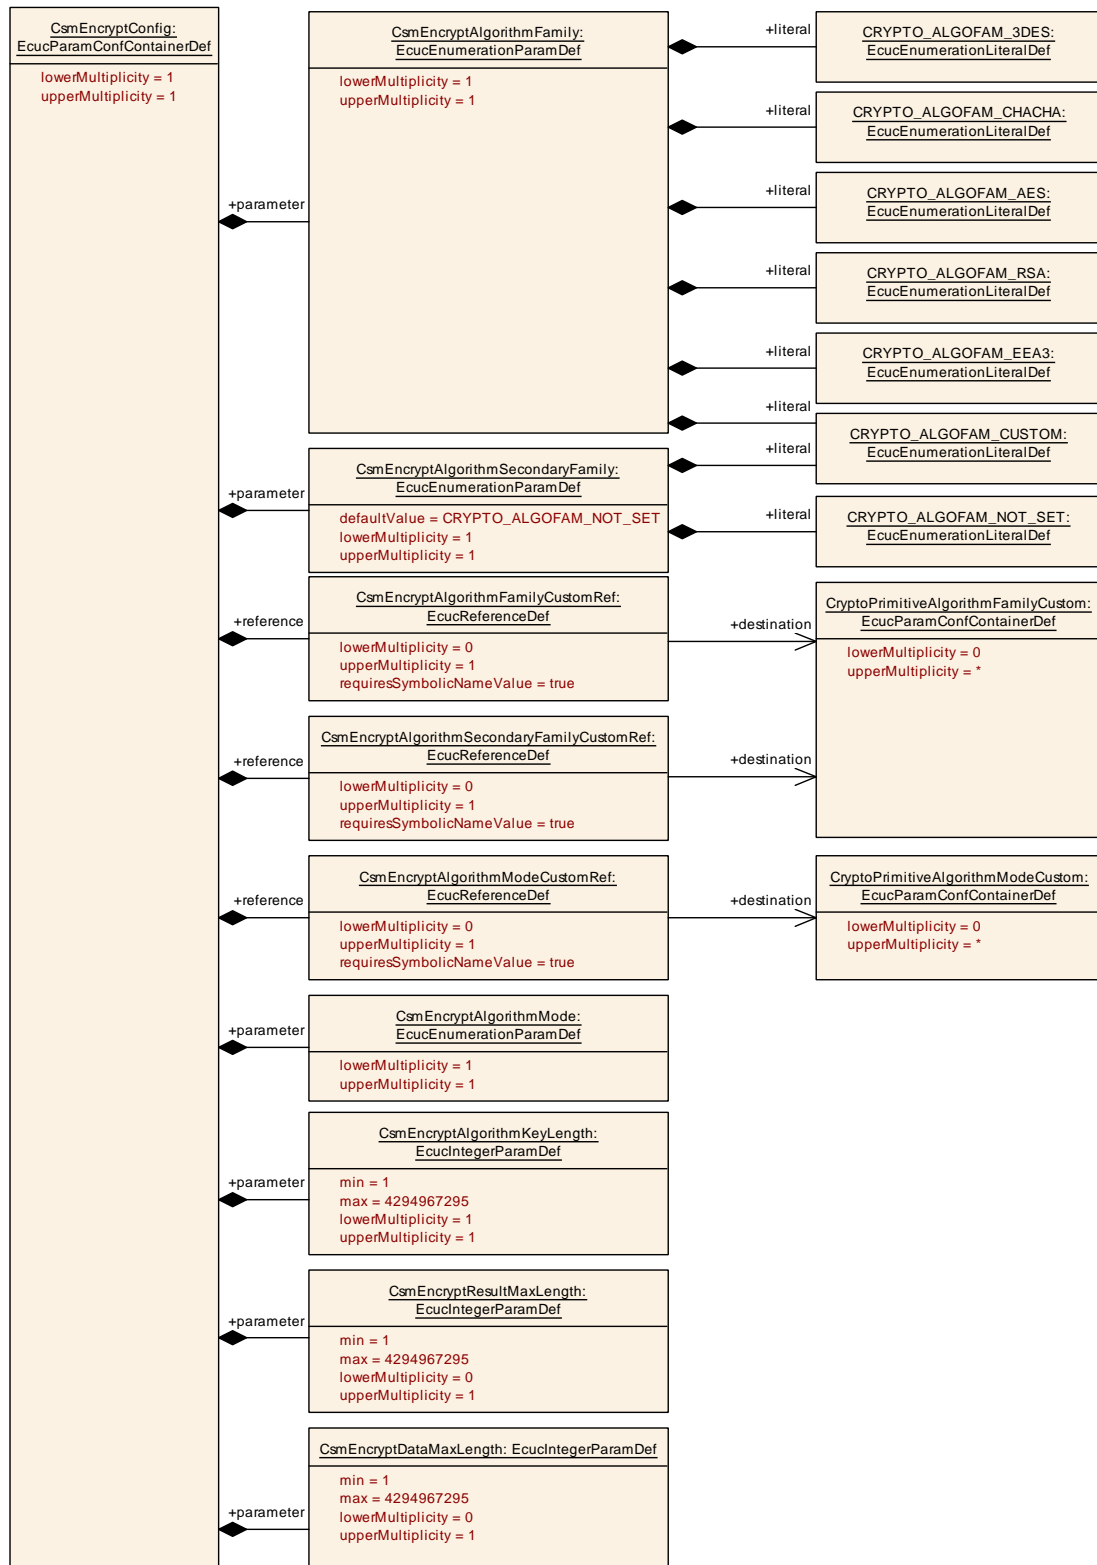 CsmEncryptConfig:
EcucParamConfContainerDef
lowerMultiplicity = 1
upperMultiplicity = 1
+parameter
CsmEncryptAlgorithmFamily:
EcucEnumerationParamDef
lowerMultiplicity = 1
upperMultiplicity = 1
+literal
CRYPTO_ALGOFAM_3DES:
EcucEnumerationLiteralDef
+literal
CRYPTO_ALGOFAM_CHACHA:
EcucEnumerationLiteralDef
+literal
CRYPTO_ALGOFAM_AES:
EcucEnumerationLiteralDef
+literal
CRYPTO_ALGOFAM_RSA:
EcucEnumerationLiteralDef
+literal
CRYPTO_ALGOFAM_EEA3:
EcucEnumerationLiteralDef
+literal
+literal
CRYPTO_ALGOFAM_CUSTOM:
EcucEnumerationLiteralDef
+parameter
CsmEncryptAlgorithmSecondaryFamily:
EcucEnumerationParamDef
defaultValue = CRYPTO_ALGOFAM_NOT_SET
lowerMultiplicity = 1
upperMultiplicity = 1
+literal
CRYPTO_ALGOFAM_NOT_SET:
EcucEnumerationLiteralDef
+reference
CsmEncryptAlgorithmFamilyCustomRef:
EcucReferenceDef
lowerMultiplicity = 0
upperMultiplicity = 1
requiresSymbolicNameValue = true
+destination
CryptoPrimitiveAlgorithmFamilyCustom:
EcucParamConfContainerDef
lowerMultiplicity = 0
upperMultiplicity = *
+reference
CsmEncryptAlgorithmSecondaryFamilyCustomRef:
EcucReferenceDef
lowerMultiplicity = 0
upperMultiplicity = 1
requiresSymbolicNameValue = true
+destination
+reference
CsmEncryptAlgorithmModeCustomRef:
EcucReferenceDef
lowerMultiplicity = 0
upperMultiplicity = 1
requiresSymbolicNameValue = true
+destination
CryptoPrimitiveAlgorithmModeCustom:
EcucParamConfContainerDef
lowerMultiplicity = 0
upperMultiplicity = *
+parameter
CsmEncryptAlgorithmMode:
EcucEnumerationParamDef
lowerMultiplicity = 1
upperMultiplicity = 1
+parameter
CsmEncryptAlgorithmKeyLength:
EcucIntegerParamDef
min = 1
max = 4294967295
lowerMultiplicity = 1
upperMultiplicity = 1
+parameter
CsmEncryptResultMaxLength:
EcucIntegerParamDef
min = 1
max = 4294967295
lowerMultiplicity = 0
upperMultiplicity = 1
+parameter
CsmEncryptDataMaxLength: EcucIntegerParamDef
min = 1
max = 4294967295
lowerMultiplicity = 0
upperMultiplicity = 1